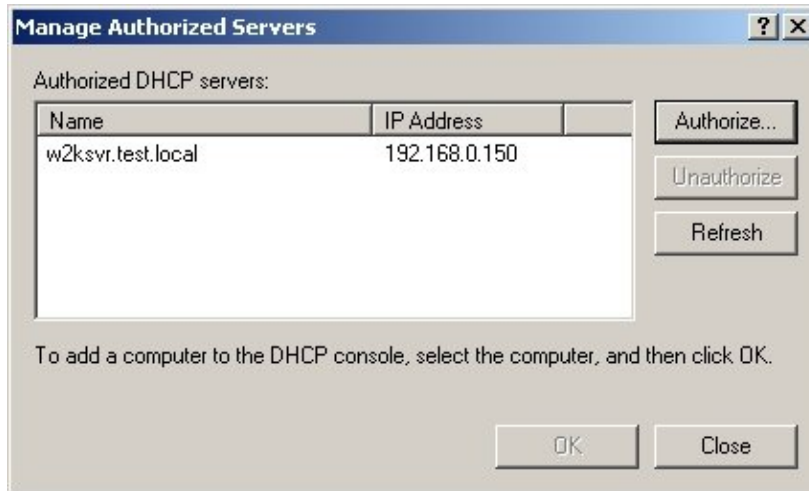 Manage Authorized Servers
Authorized DHCP servers:
Name IP Address
w2ksvr.test.local 192.168.0.150
Authorize...
Unauthorize
Refresh
To add a computer to the DHCP console, select the computer, and then click OK.
OK Close